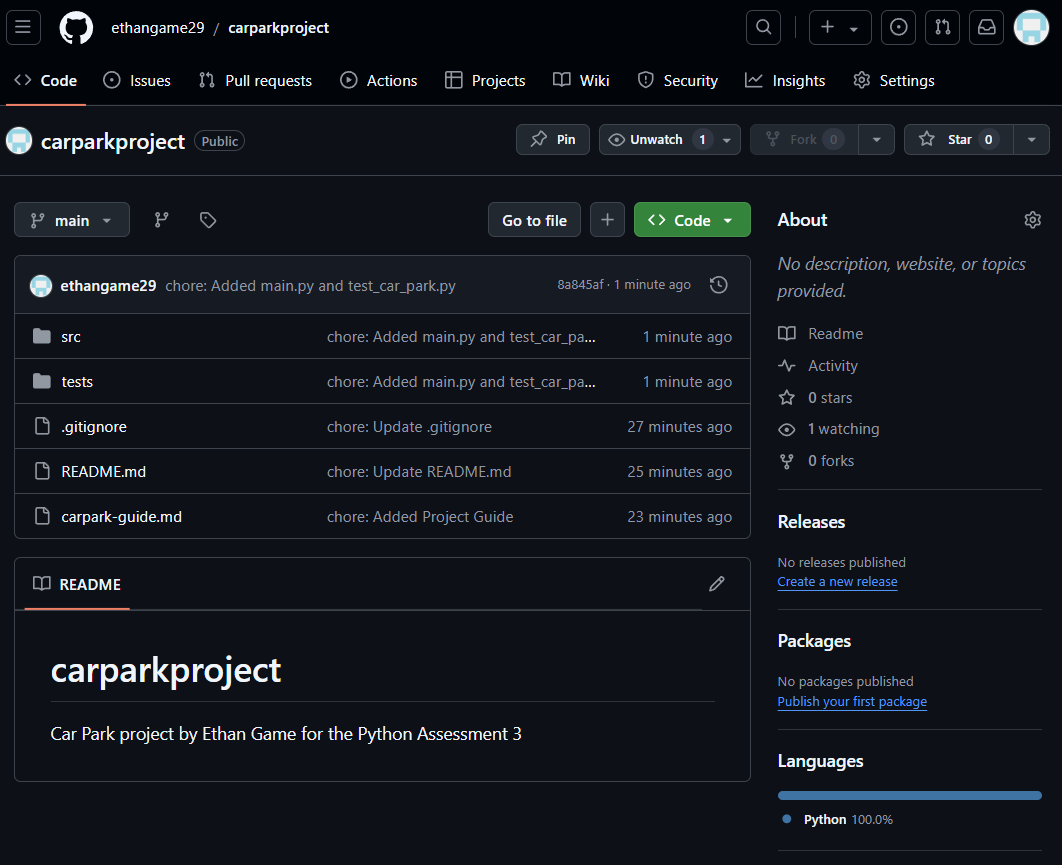 ethangame29 / carparkproject
Code Issues Pull requests Actions Projects Wiki Security Insights Settings
carparkproject Public Pin Unwatch 1 Fork 0 Star 0
main Go to file Code
ethangame29 chore: Added main.py and test_car_park.py 8a845af · 1 minute ago
src chore: Added main.py and test_car_pa... 1 minute ago
tests chore: Added main.py and test_car_pa... 1 minute ago
.gitignore chore: Update .gitignore 27 minutes ago
README.md chore: Update README.md 25 minutes ago
carpark-guide.md chore: Added Project Guide 23 minutes ago
README
carparkproject
Car Park project by Ethan Game for the Python Assessment 3
About
No description, website, or topics
provided.
Readme
Activity
0 stars
1 watching
0 forks
Releases
No releases published
Create a new release
Packages
No packages published
Publish your first package
Languages
Python 100.0%